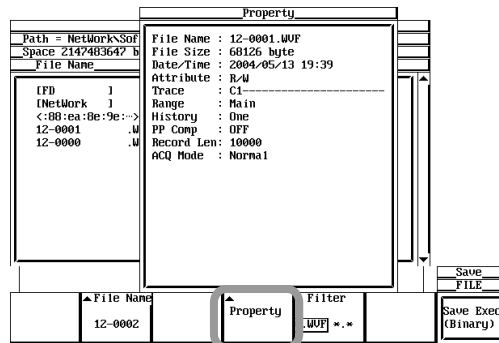 Property
Path = NetWork\Sof
Space 2147483647 b
File Name
[FD ]
[NetWork ]
<:88:ea:8e:9e:…>
12-0001 .W
12-0000 .W
File Name : 12-0001.WVF
File Size : 68126 byte
Date/Time : 2004/05/13 19:39
Attribute : R/W
Trace : C1---------------------
Range : Main
History : One
PP Comp : OFF
Record Len: 10000
ACQ Mode : Normal
Save
FILE
File Name
12-0002
Property
Filter
.WVF *.*
Save Exec
(Binary)